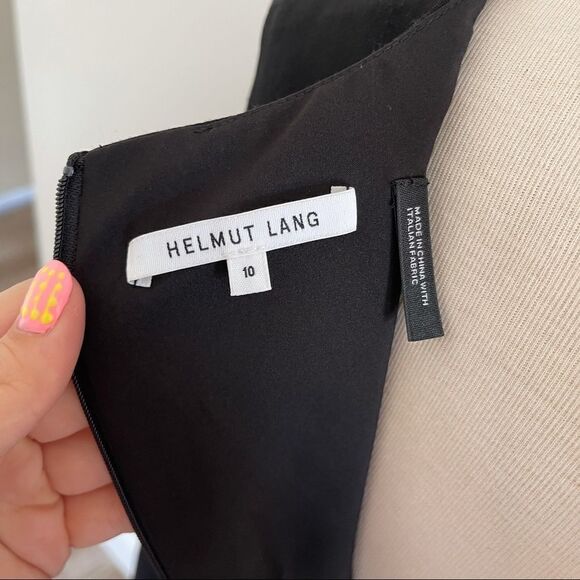 HELMUT LANG
10
MADE IN CHINA WITH
ITALIAN FABRIC